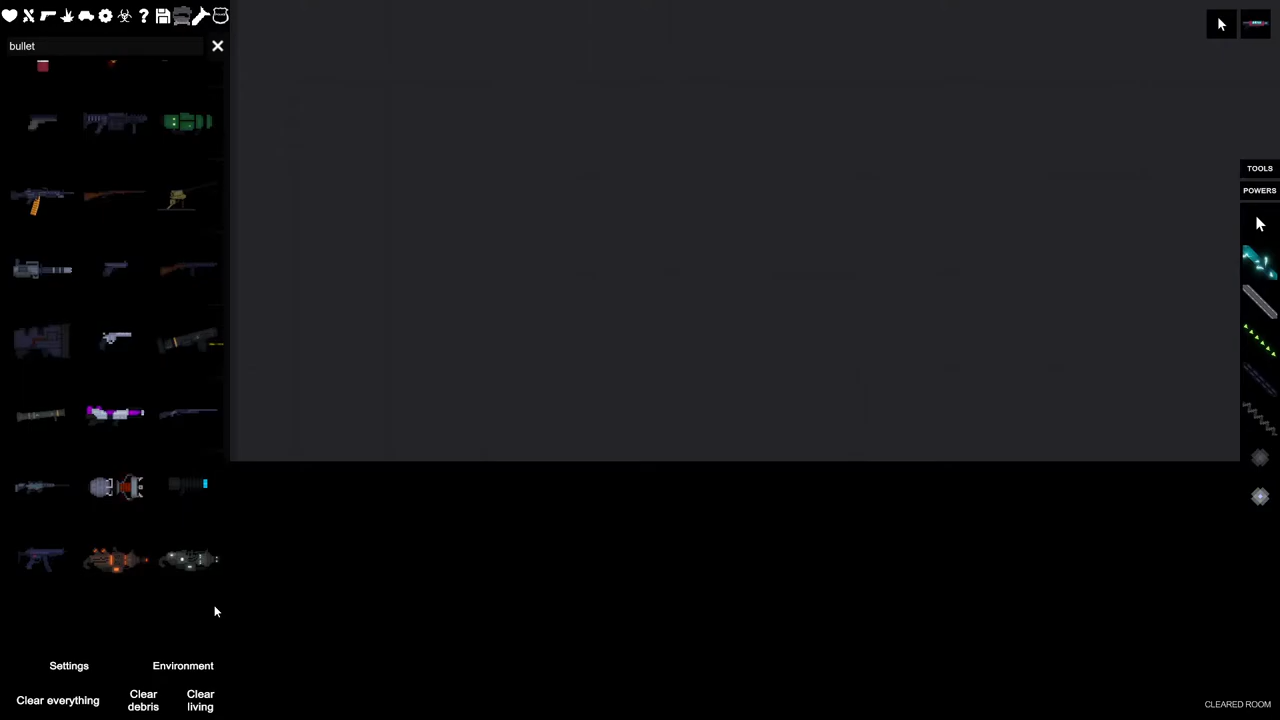 bullet
TOOLS
POWERS
Settings
Environment
Clear everything
Clear
debris
Clear
living
CLEARED ROOM